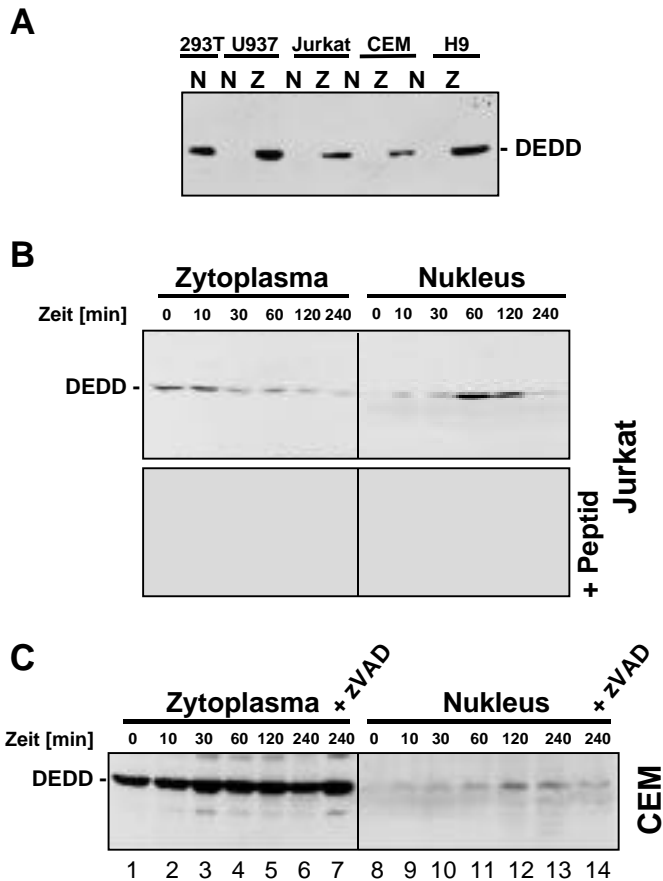 A
293T U937 Jurkat CEM H9
N N Z N Z N Z N Z
- DEDD
B
Zytoplasma Nukleus
Zeit [min] 0 10 30 60 120 240 0 10 30 60 120 240
DEDD -
Jurkat
+ Peptid
C
+ zVAD + zVAD
Zytoplasma Nukleus
Zeit [min] 0 10 30 60 120 240 240 0 10 30 60 120 240 240
DEDD -
CEM
1 2 3 4 5 6 7 8 9 10 11 12 13 14